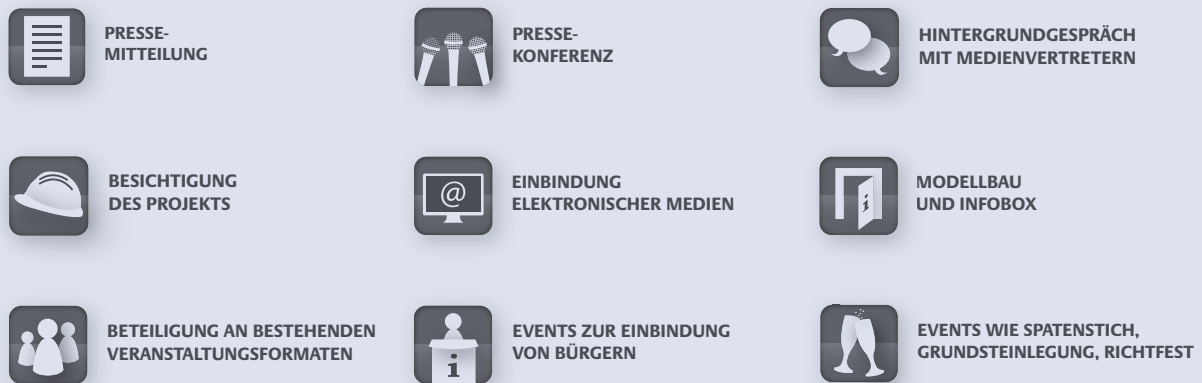 PRESSE-
MITTEILUNG
PRESSE-
KONFERENZ
HINTERGRUNDGESPRÄCH
MIT MEDIENVERTRETERN
BESICHTIGUNG
DES PROJEKTS
@
EINBINDUNG
ELEKTRONISCHER MEDIEN
i
MODELLBAU
UND INFOBOX
BETEILIGUNG AN BESTEHENDEN
VERANSTALTUNGSFORMATEN
i
EVENTS ZUR EINBINDUNG
VON BÜRGERN
EVENTS WIE SPATENSTICH,
GRUNDSTEINLEGUNG, RICHTFEST